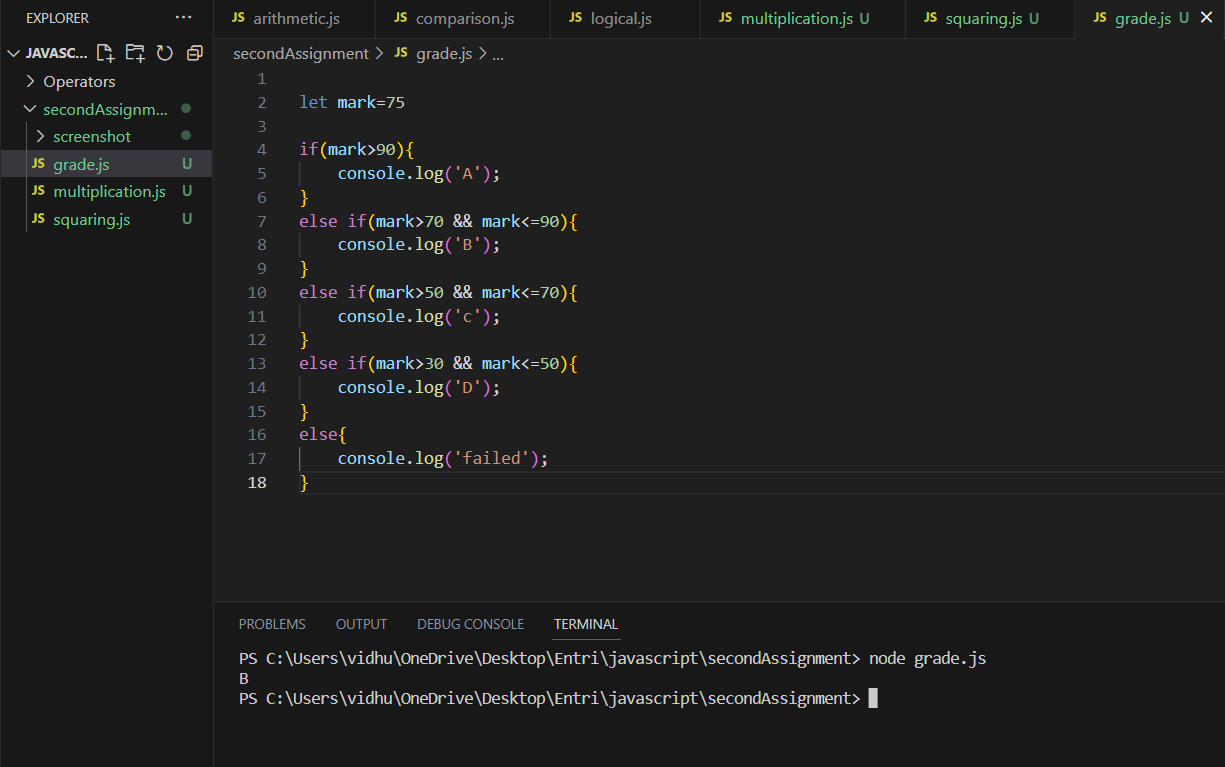 EXPLORER ...
JAVASC...
Operators
secondAssignm...
screenshot
JS grade.js U
JS multiplication.js U
JS squaring.js U
JS arithmetic.js JS comparison.js JS logical.js JS multiplication.js U JS squaring.js U JS grade.js U
secondAssignment > JS grade.js > ...
1
2 let mark=75
3
4 if(mark>90){
5 console.log('A');
6 }
7 else if(mark>70 && mark<=90){
8 console.log('B');
9 }
10 else if(mark>50 && mark<=70){
11 console.log('c');
12 }
13 else if(mark>30 && mark<=50){
14 console.log('D');
15 }
16 else{
17 console.log('failed');
18 }
PROBLEMS OUTPUT DEBUG CONSOLE TERMINAL
PS C:\Users\vidhu\OneDrive\Desktop\Entri\javascript\secondAssignment> node grade.js
B
PS C:\Users\vidhu\OneDrive\Desktop\Entri\javascript\secondAssignment>